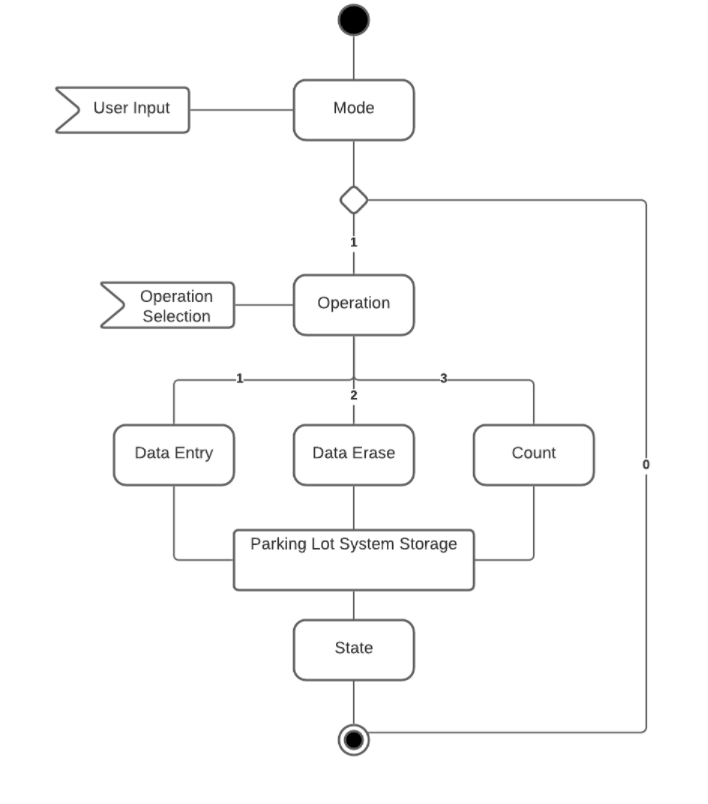 User Input
Mode
1
Operation
Selection
Operation
1
3
2
Data Entry
Data Erase
Count
0
Parking Lot System Storage
State